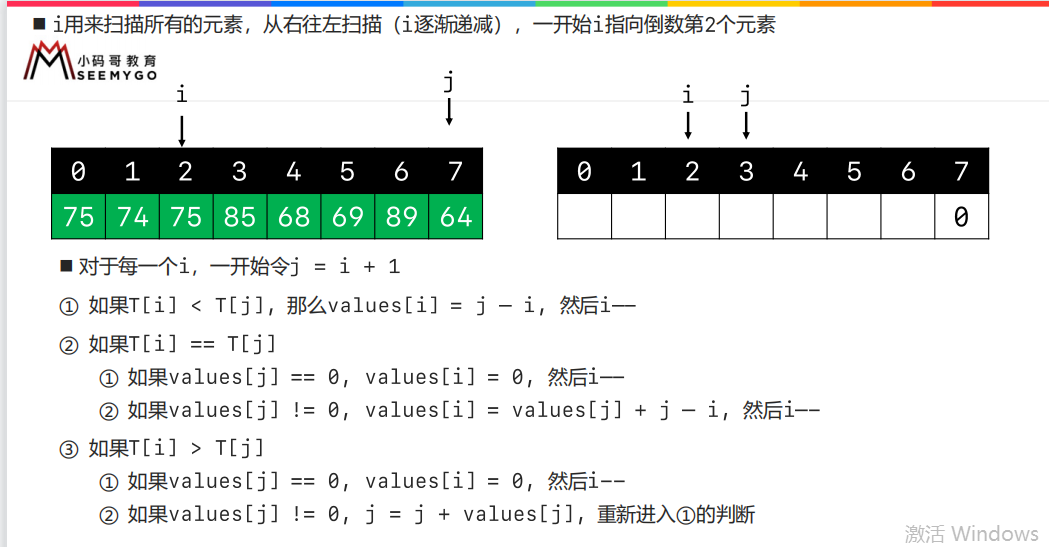 ■ i用来扫描所有的元素，从右往左扫描（i逐渐递减），一开始i指向倒数第2个元素
小码哥教育
SEEMYGO
i j i j
0 1 2 3 4 5 6 7 0 1 2 3 4 5 6 7
75 74 75 85 68 69 89 64 0
■ 对于每一个i，一开始令j = i + 1
① 如果T[i] < T[j]，那么values[i] = j – i, 然后i--
② 如果T[i] == T[j]
① 如果values[j] == 0, values[i] = 0, 然后i--
② 如果values[j] != 0, values[i] = values[j] + j – i, 然后i--
③ 如果T[i] > T[j]
① 如果values[j] == 0, values[i] = 0, 然后i--
② 如果values[j] != 0, j = j + values[j], 重新进入①的判断
激活 Windows